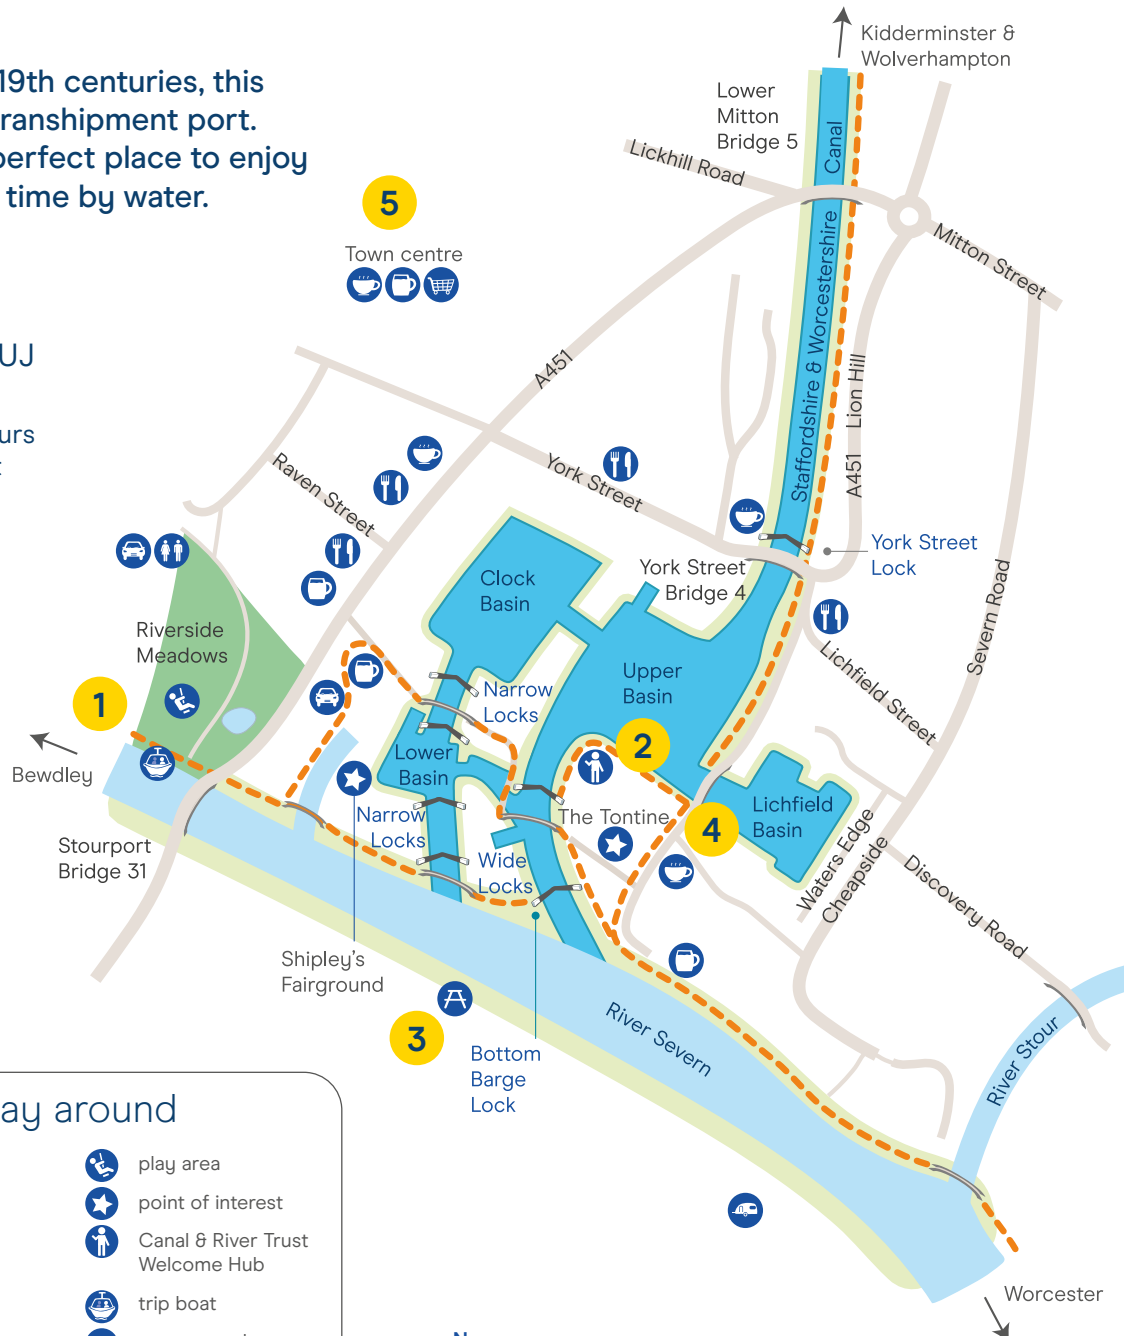 19th centuries, this
ranshipment port.
perfect place to enjoy
time by water.
UJ
urs
Kidderminster &
Wolverhampton
Lower
Mitton
Bridge 5
Canal
Lickhill Road
Mitton Street
5
Town centre
Staffordshire & Worcestershire
A451
A451 Lion Hill
Raven Street
York Street
York Street
Lock
York Street
Bridge 4
Severn Road
Clock
Basin
Riverside
Meadows
Upper
Basin
Lichfield Street
1
Narrow
Locks
2
Bewdley
Lower
Basin
Narrow
Locks
The Tontine
4
Lichfield
Basin
Stourport
Bridge 31
Wide
Locks
Waters Edge
Cheapside
Discovery Road
Shipley's
Fairground
3
River Severn
Bottom
Barge
Lock
River Stour
Worcester
ay around
play area
point of interest
Canal & River Trust
Welcome Hub
trip boat
N